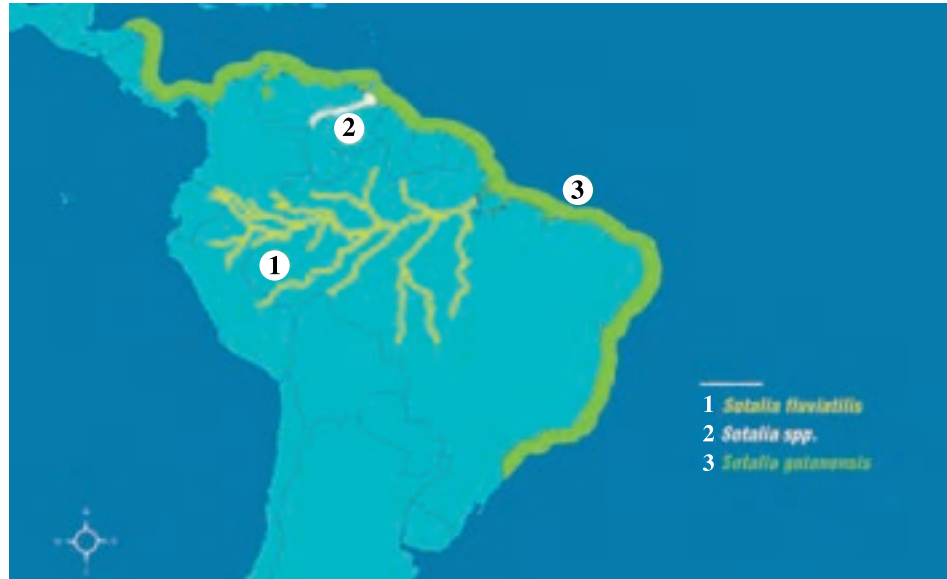 2
3
1
1 Sotalia fluviatilis
2 Sotalia spp.
3 Sotalia guianensis